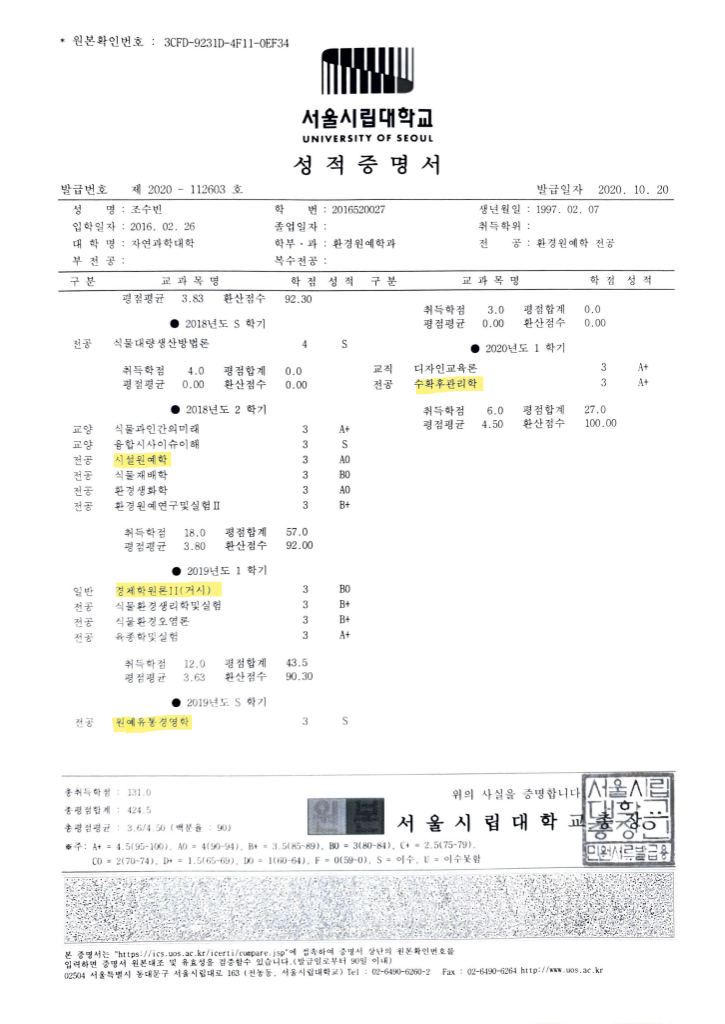 * 원본확인번호 : 3CFD-9231D-4F11-0EF34
서울시립대학교
UNIVERSITY OF SEOUL
성적증명서
발급번호 제 2020 - 112603 호 발급일자 2020. 10. 20
성 명 : 조수빈 학 번 : 2016520027 생년월일 : 1997. 02. 07
입학일자 : 2016. 02. 26 졸업일자 : 취득학위 :
대 학 명 : 자연과학대학 학부·과 : 환경원예학과 전 공 : 환경원예학 전공
부 전 공 : 복수전공 :
구 분 교 과 목 명 학 점 성 적 구 분 교 과 목 명 학 점 성 적
평점평균 3.83 환산점수 92.30
● 2018년도 S 학기
전공 식물대량생산방법론 4 S
취득학점 4.0 평점합계 0.0
평점평균 0.00 환산점수 0.00
● 2018년도 2 학기
교양 식물과인간의미래 3 A+
교양 융합시사이슈이해 3 S
전공 시설원예학 3 A0
전공 식물재배학 3 B0
전공 환경생화학 3 A0
전공 환경원예연구및실험Ⅱ 3 B+
취득학점 18.0 평점합계 57.0
평점평균 3.80 환산점수 92.00
● 2019년도 1 학기
일반 경제학원론II(거시) 3 B0
전공 식물환경생리학및실험 3 B+
전공 식물환경오염론 3 B+
전공 육종학및실험 3 A+
취득학점 12.0 평점합계 43.5
평점평균 3.63 환산점수 90.30
● 2019년도 S 학기
전공 원예유통경영학 3 S
취득학점 3.0 평점합계 0.0
평점평균 0.00 환산점수 0.00
● 2020년도 1 학기
교직 디자인교육론 3 A+
전공 수확후관리학 3 A+
취득학점 6.0 평점합계 27.0
평점평균 4.50 환산점수 100.00
총취득학점 : 131.0
총평점합계 : 424.5
총평점평균 : 3.6/4.50 (백분율 : 90)
위의 사실을 증명합니다
원본
서울시립대학교총장
서울시립
대학교
총장의
민원서류발급용
※주: A+ = 4.5(95-100), A0 = 4(90-94), B+ = 3.5(85-89), B0 = 3(80-84), C+ = 2.5(75-79),
C0 = 2(70-74), D+ = 1.5(65-69), D0 = 1(60-64), F = 0(59-0), S = 이수, U = 이수못함
본 증명서는 "https://ics.uos.ac.kr/icerti/compare.jsp"에 접속하여 증명서 상단의 원본확인번호를
입력하면 증명서 원본대조 및 유효성을 검증할수 있습니다.(발급일로부터 90일 이내)
02504 서울특별시 동대문구 서울시립대로 163 (전농동, 서울시립대학교) Tel : 02-6490-6260-2 Fax : 02-6490-6264 http://www.uos.ac.kr